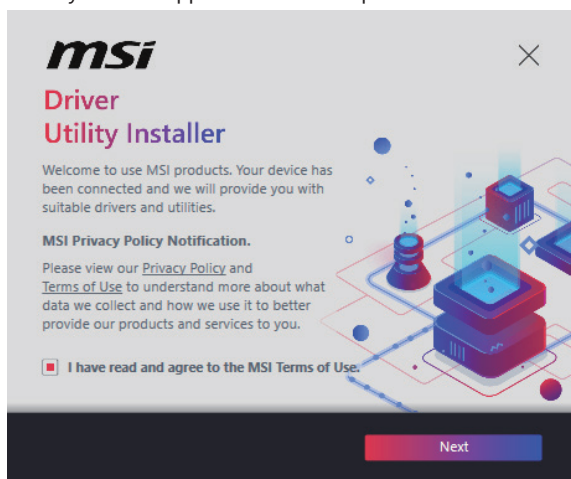 msi
Driver
Utility Installer
Welcome to use MSI products. Your device has
been connected and we will provide you with
suitable drivers and utilities.
MSI Privacy Policy Notification.
Please view our Privacy Policy and
Terms of Use to understand more about what
data we collect and how we use it to better
provide our products and services to you.
I have read and agree to the MSI Terms of Use.
Next